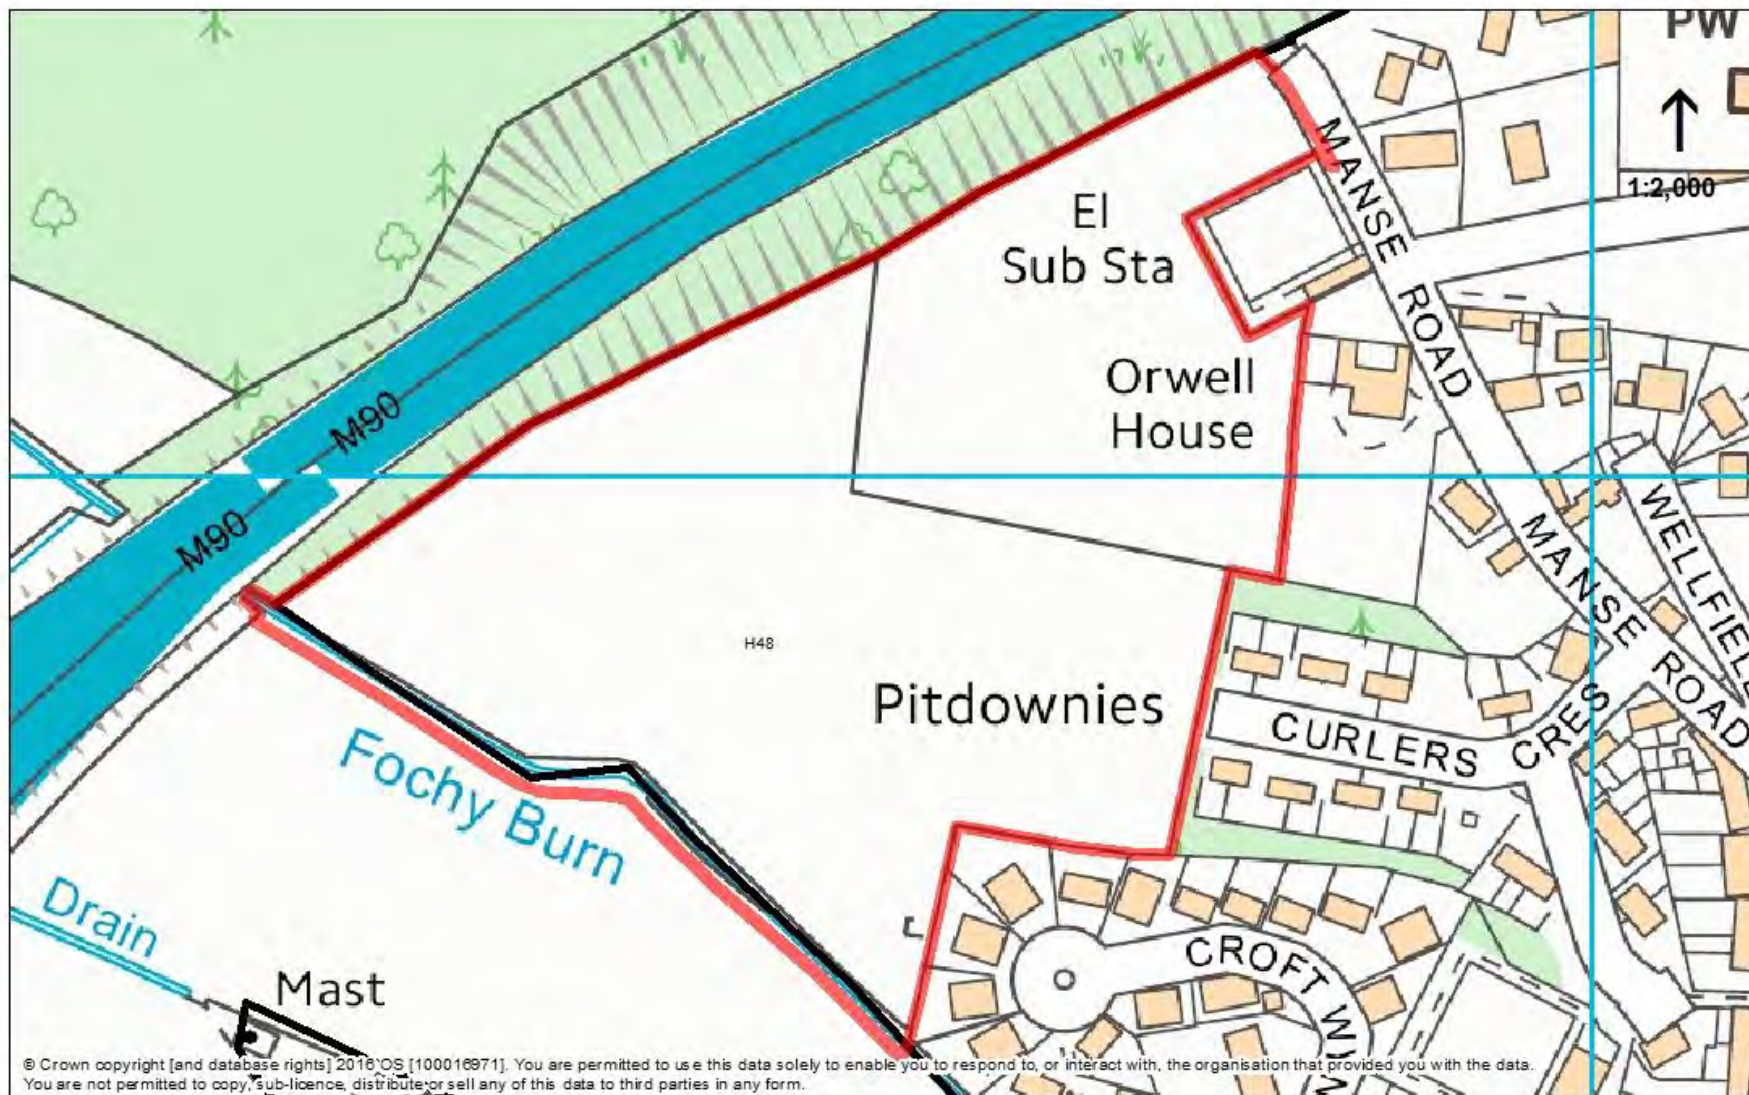 PW
1:2,000
MANSE ROAD
El
Sub Sta
Orwell
House
M90
M90
MANSE ROAD
H48
Pitdownies
CURLERS CRES
Fochy Burn
Drain
Mast
CROFT
© Crown copyright [and database rights] 2016 OS [100016971]. You are permitted to use this data solely to enable you to respond to, or interact with, the organisation that provided you with the data.
You are not permitted to copy, sub-licence, distribute or sell any of this data to third parties in any form.